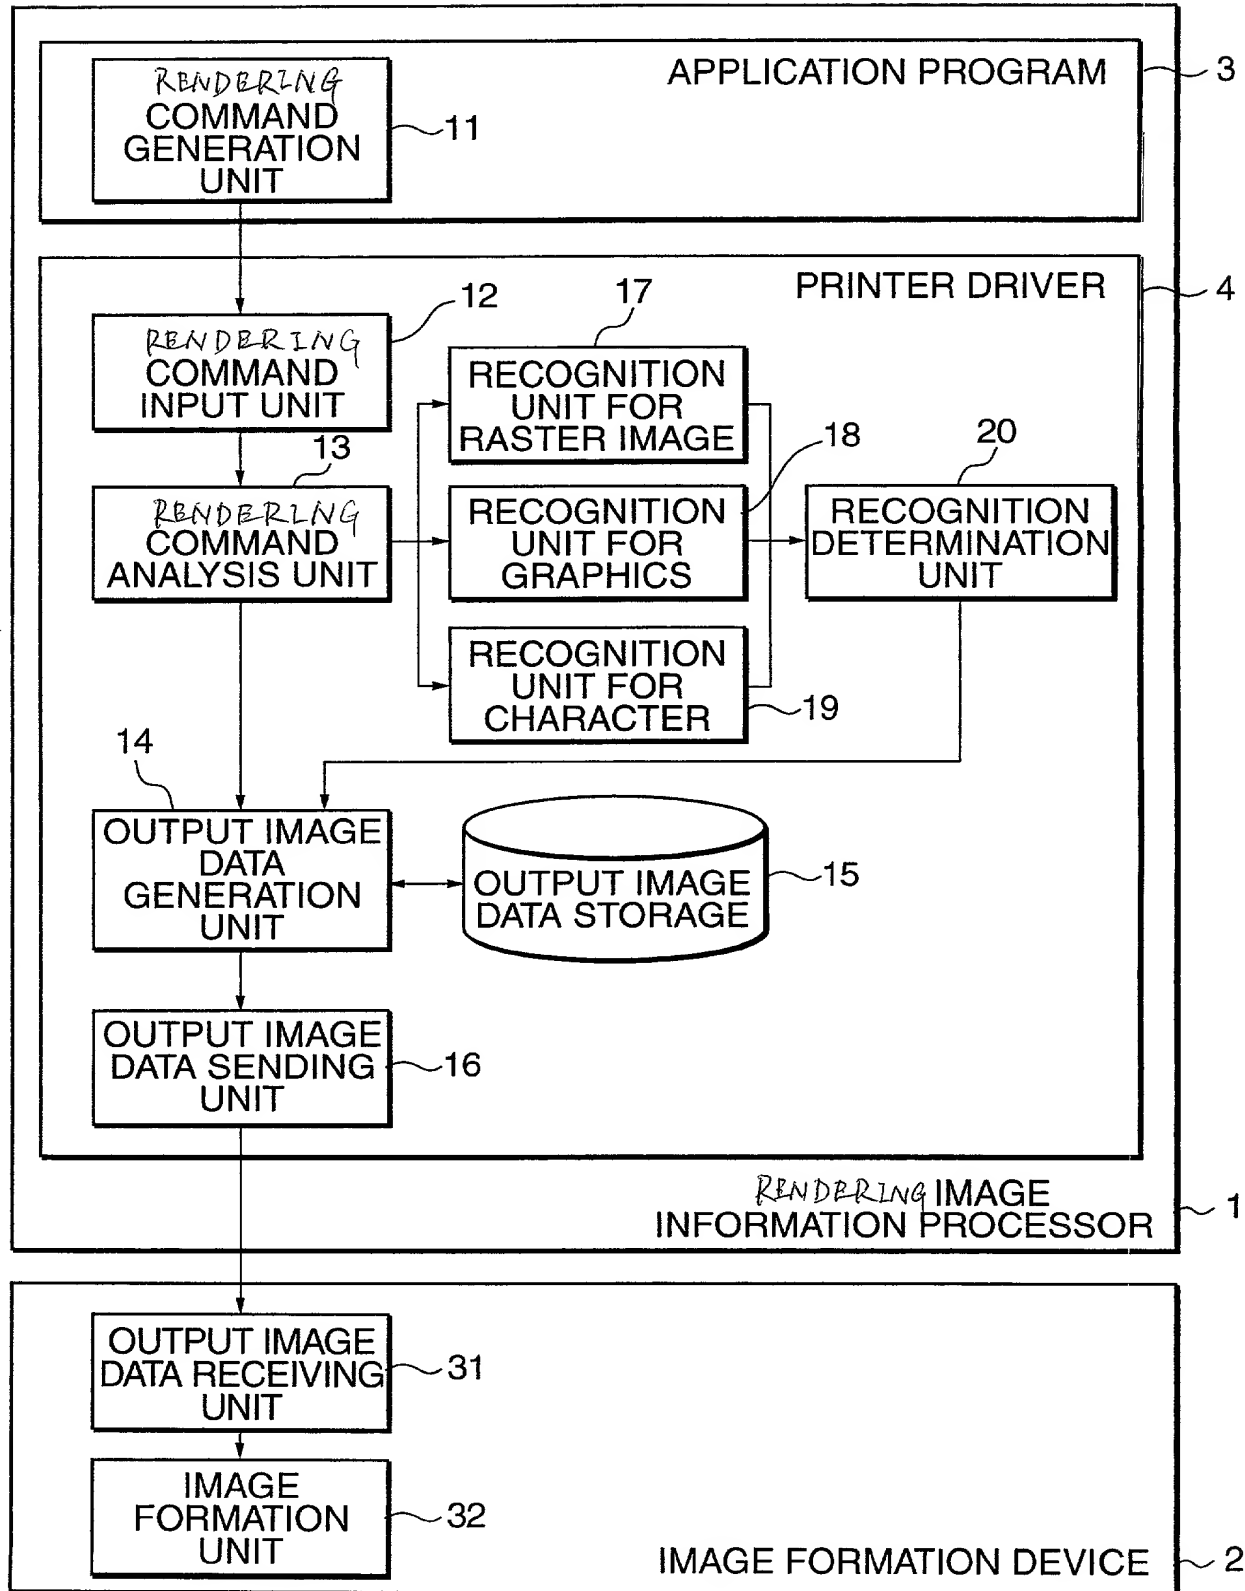 RENDERING
COMMAND
GENERATION
UNIT
11
APPLICATION PROGRAM
3
PRINTER DRIVER
4
RENDERING
COMMAND
INPUT UNIT
12
13
RENDERING
COMMAND
ANALYSIS UNIT
17
RECOGNITION
UNIT FOR
RASTER IMAGE
18
RECOGNITION
UNIT FOR
GRAPHICS
20
RECOGNITION
DETERMINATION
UNIT
RECOGNITION
UNIT FOR
CHARACTER
19
14
OUTPUT IMAGE
DATA
GENERATION
UNIT
OUTPUT IMAGE
DATA STORAGE
15
OUTPUT IMAGE
DATA SENDING
UNIT
16
RENDERING IMAGE
INFORMATION PROCESSOR
1
OUTPUT IMAGE
DATA RECEIVING
UNIT
31
IMAGE
FORMATION
UNIT
32
IMAGE FORMATION DEVICE
2